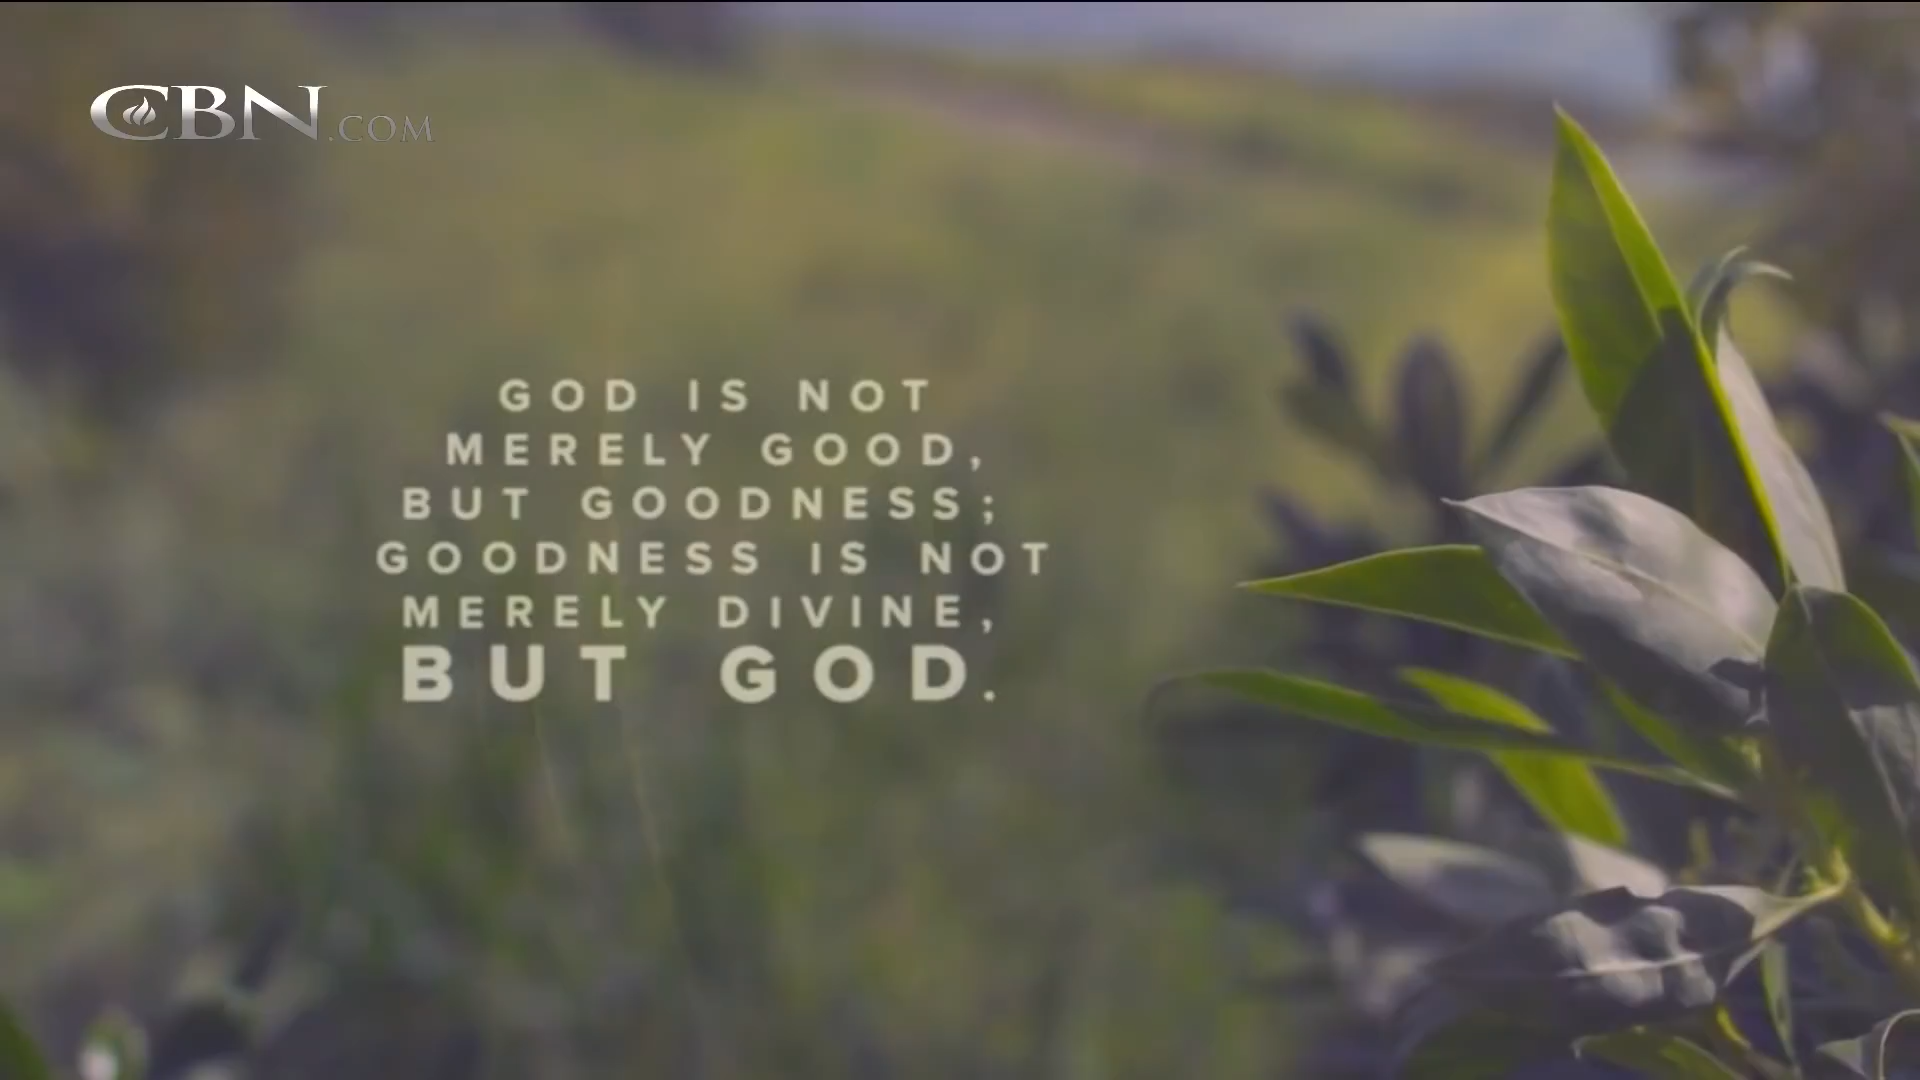 CBN.COM
GOD IS NOT
MERELY GOOD,
BUT GOODNESS;
GOODNESS IS NOT
MERELY DIVINE,
BUT GOD.